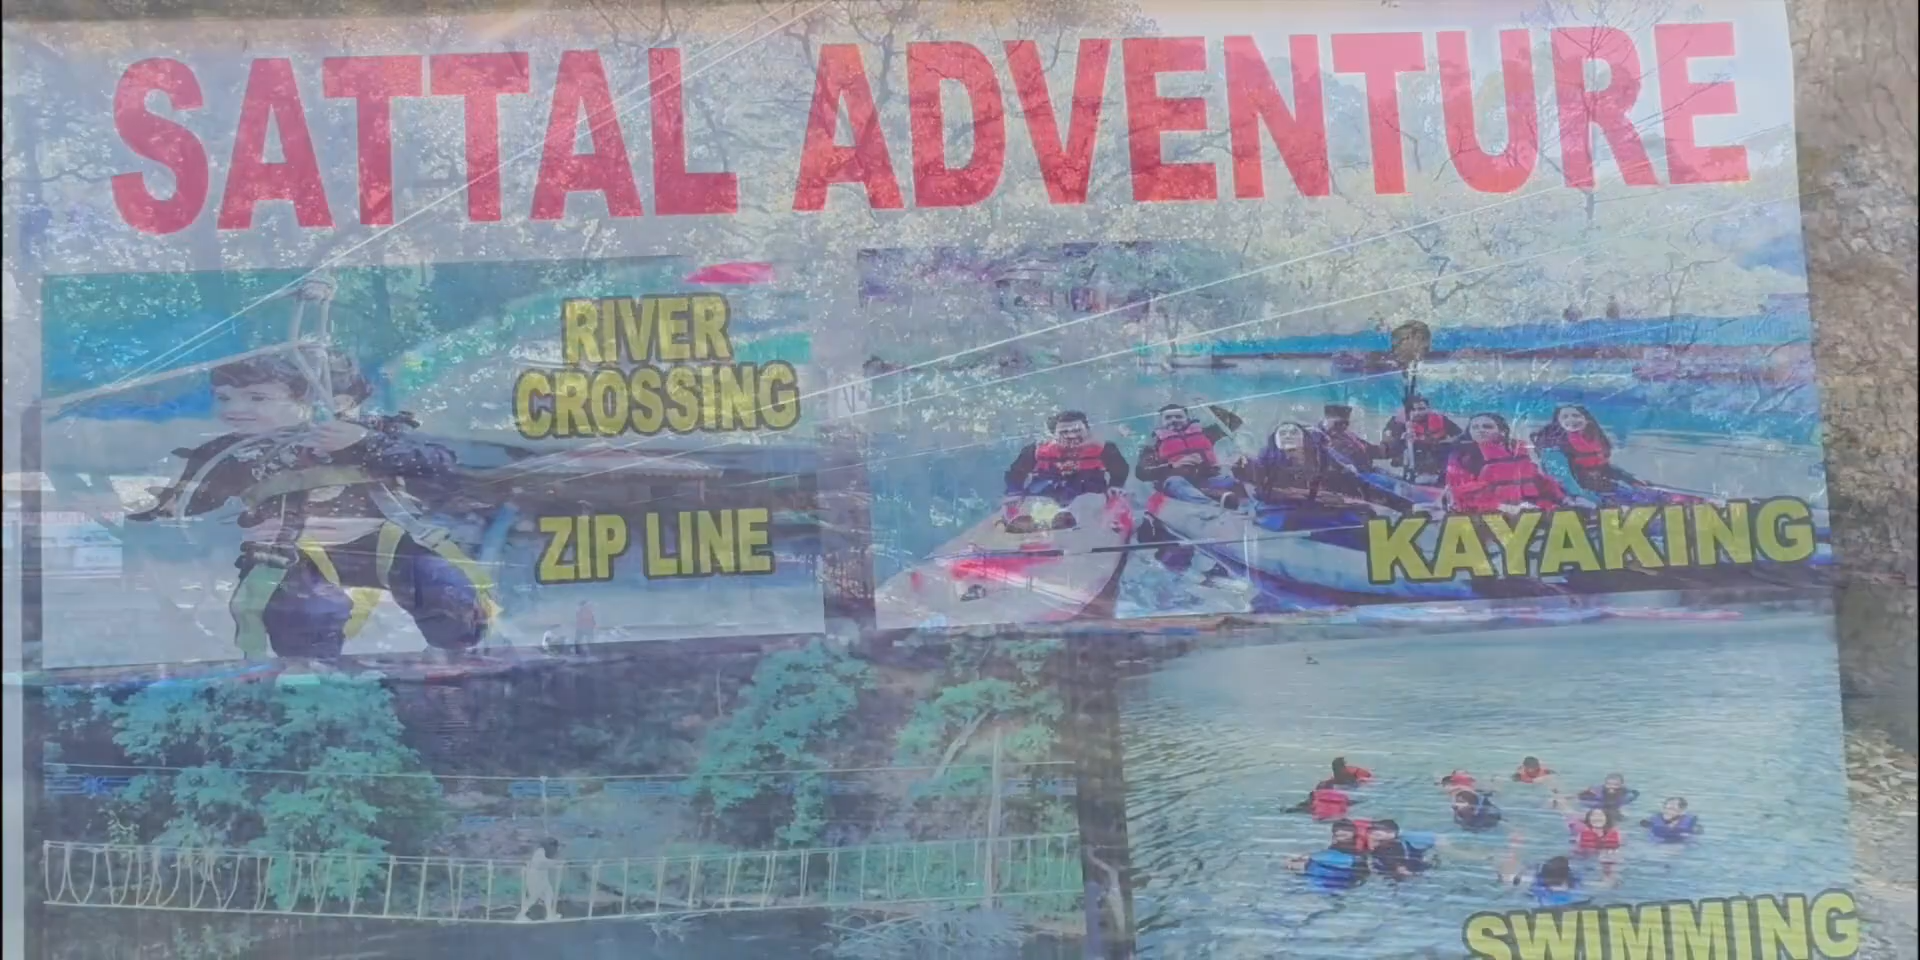 SATTAL ADVENTURE
RIVER
CROSSING
ZIP LINE
KAYAKING
SWIMMING